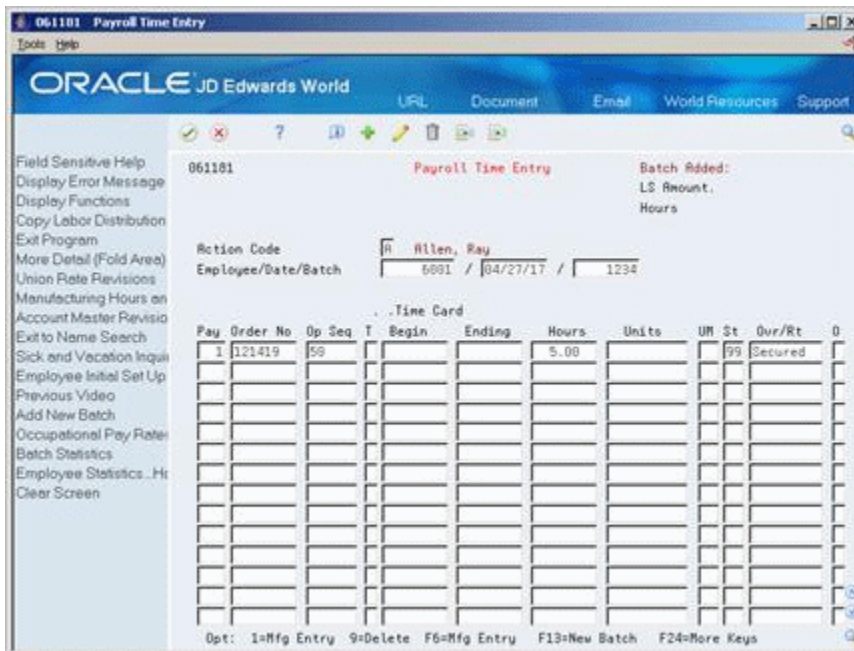 061181 Payroll Time Entry
Tools Help
ORACLE JD Edwards World
URL Document Email World Resources Support
Field Sensitive Help
Display Error Message
Display Functions
Copy Labor Distribution
Exit Program
More Detail (Fold Area)
Union Rate Revisions
Manufacturing Hours an
Account Master Revisio
Exit to Name Search
Sick and Vacation Inqui
Employee Initial Set Up
Previous Video
Add New Batch
Occupational Pay Rates
Batch Statistics
Employee Statistics...Ho
Clear Screen
061181 Payroll Time Entry Batch Added:
LS Amount.
Hours
Action Code A Allen, Ray
Employee/Date/Batch 6001 / 04/27/17 / 1234
. .Time Card
Pay Order No Op Seq T Begin Ending Hours Units UM St Ovr/Rt O
1 121419 50 5.00 99 Secured
Opt: 1=Mfg Entry 9=Delete F6=Mfg Entry F13=New Batch F24=More Keys